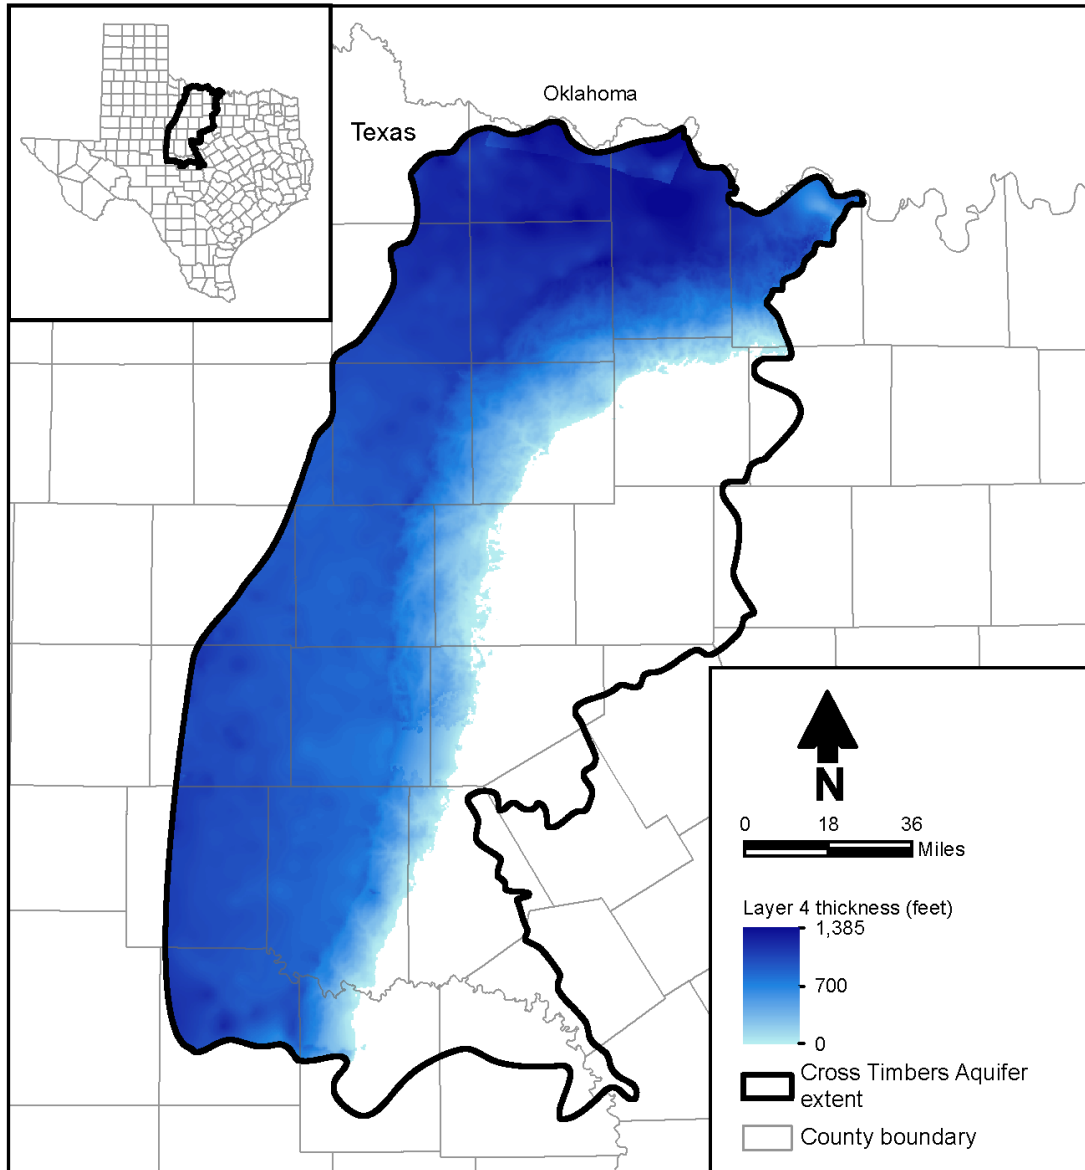 Oklahoma
Texas
N
0 18 36
Miles
Layer 4 thickness (feet)
1,385
700
0
Cross Timbers Aquifer
extent
County boundary